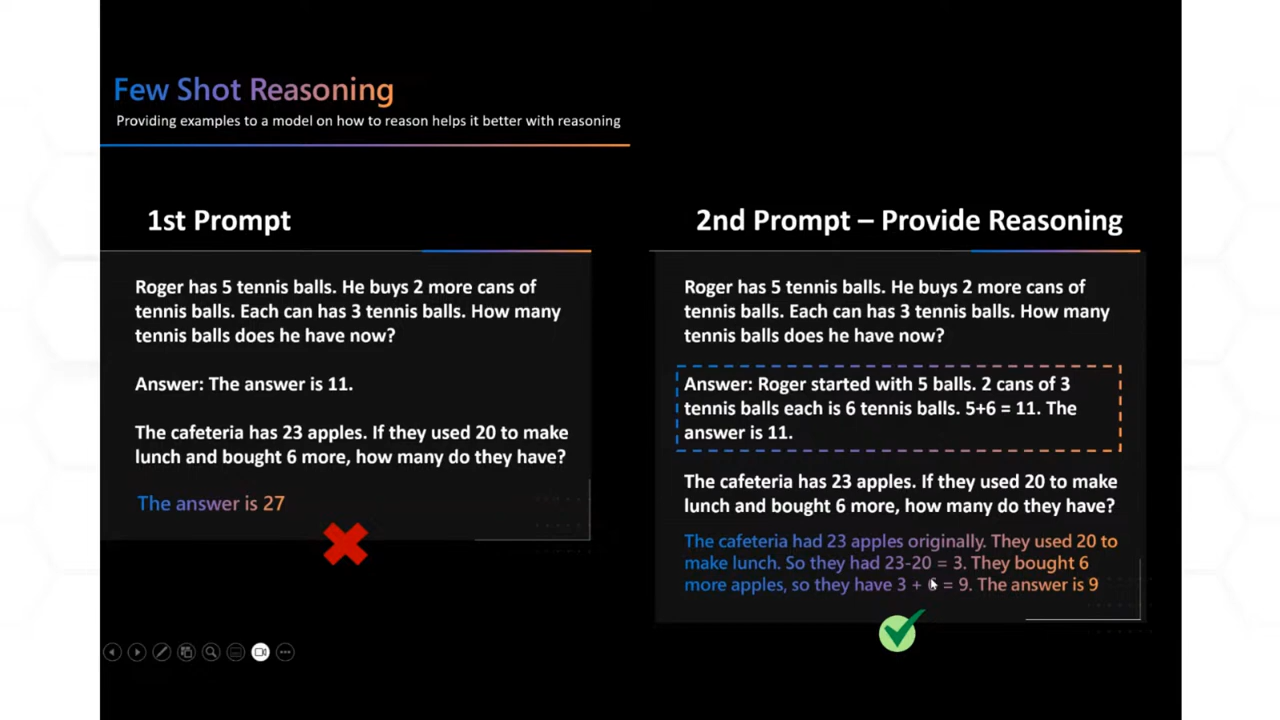 Few Shot Reasoning
Providing examples to a model on how to reason helps it better with reasoning
1st Prompt
Roger has 5 tennis balls. He buys 2 more cans of
tennis balls. Each can has 3 tennis balls. How many
tennis balls does he have now?
Answer: The answer is 11.
The cafeteria has 23 apples. If they used 20 to make
lunch and bought 6 more, how many do they have?
The answer is 27
2nd Prompt – Provide Reasoning
Roger has 5 tennis balls. He buys 2 more cans of
tennis balls. Each can has 3 tennis balls. How many
tennis balls does he have now?
Answer: Roger started with 5 balls. 2 cans of 3
tennis balls each is 6 tennis balls. 5+6 = 11. The
answer is 11.
The cafeteria has 23 apples. If they used 20 to make
lunch and bought 6 more, how many do they have?
The cafeteria had 23 apples originally. They used 20 to
make lunch. So they had 23-20 = 3. They bought 6
more apples, so they have 3 + 6 = 9. The answer is 9